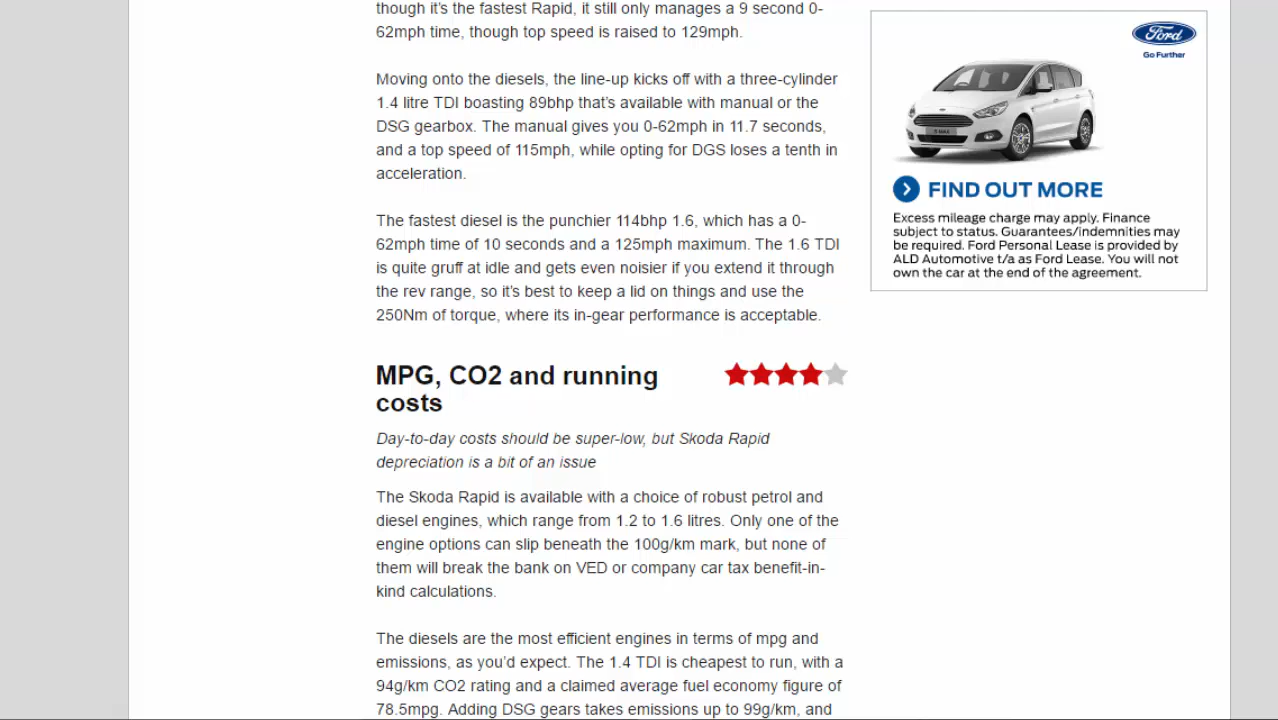 though it's the fastest Rapid, it still only manages a 9 second 0-
62mph time, though top speed is raised to 129mph.
Moving onto the diesels, the line-up kicks off with a three-cylinder
1.4 litre TDI boasting 89bhp that's available with manual or the
DSG gearbox. The manual gives you 0-62mph in 11.7 seconds,
and a top speed of 115mph, while opting for DGS loses a tenth in
acceleration.
The fastest diesel is the punchier 114bhp 1.6, which has a 0-
62mph time of 10 seconds and a 125mph maximum. The 1.6 TDI
is quite gruff at idle and gets even noisier if you extend it through
the rev range, so it's best to keep a lid on things and use the
250Nm of torque, where its in-gear performance is acceptable.
MPG, CO2 and running
costs
Day-to-day costs should be super-low, but Skoda Rapid
depreciation is a bit of an issue
The Skoda Rapid is available with a choice of robust petrol and
diesel engines, which range from 1.2 to 1.6 litres. Only one of the
engine options can slip beneath the 100g/km mark, but none of
them will break the bank on VED or company car tax benefit-in-
kind calculations.
The diesels are the most efficient engines in terms of mpg and
emissions, as you'd expect. The 1.4 TDI is cheapest to run, with a
94g/km CO2 rating and a claimed average fuel economy figure of
78.5mpg. Adding DSG gears takes emissions up to 99g/km, and
Ford
Go Further
FIND OUT MORE
Excess mileage charge may apply. Finance
subject to status. Guarantees/indemnities may
be required. Ford Personal Lease is provided by
ALD Automotive t/a as Ford Lease. You will not
own the car at the end of the agreement.